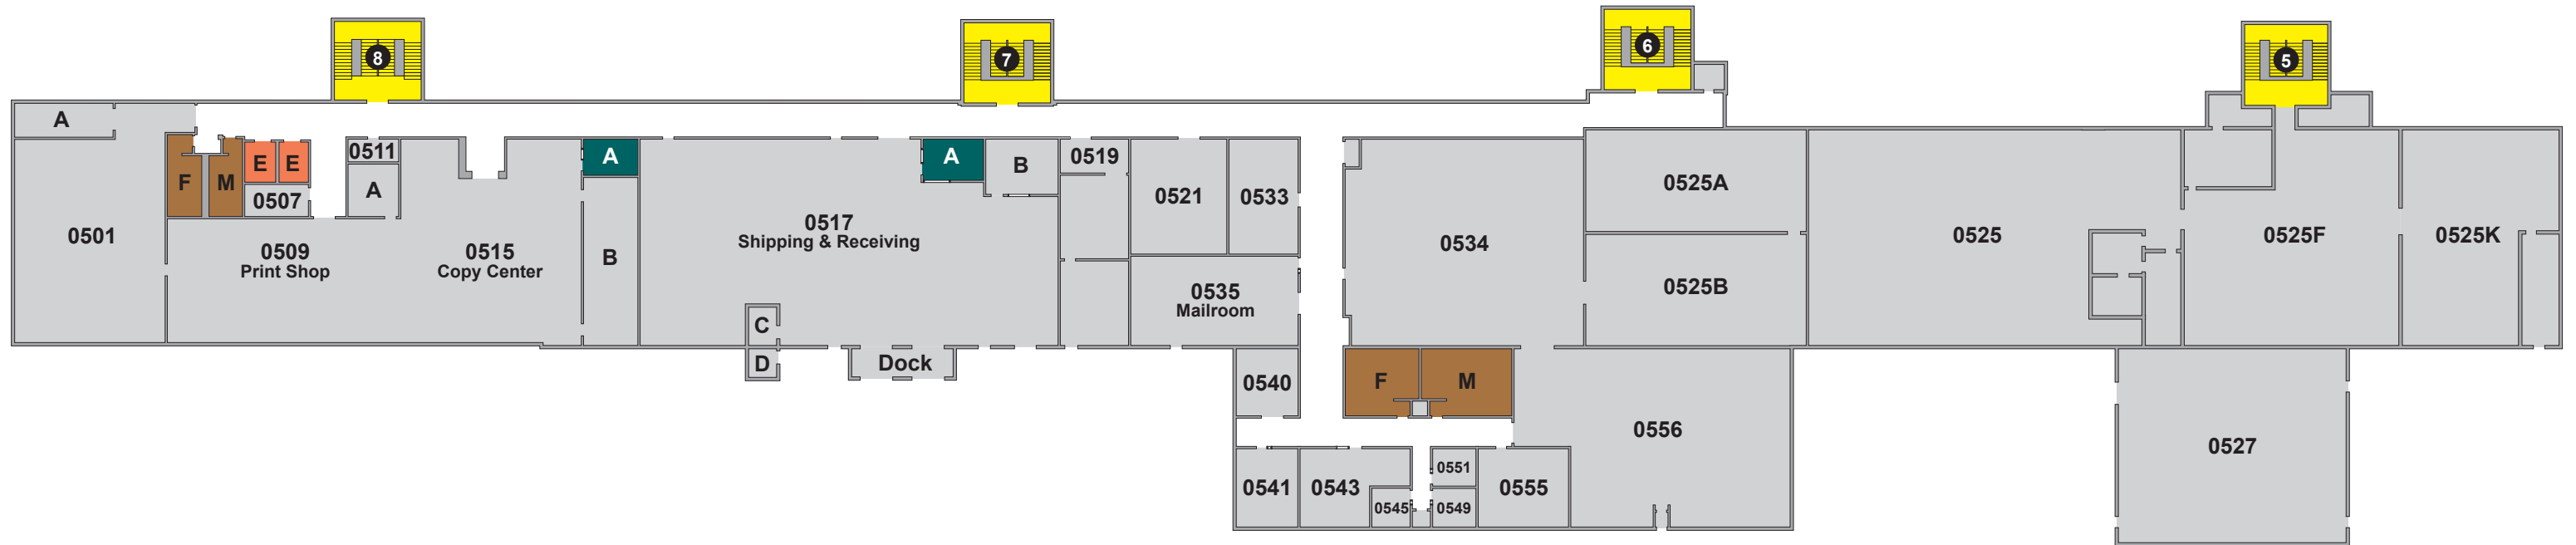 8
7
6
5
A
F
M
E
E
0507
0511
A
0501
0509
Print Shop
0515
Copy Center
A
B
0517
Shipping & Receiving
A
B
C
D
Dock
0519
0521
0533
0535
Mailroom
0534
0525A
0525B
0525
0525F
0525K
0540
F
M
0541
0543
0545
0551
0549
0555
0556
0527